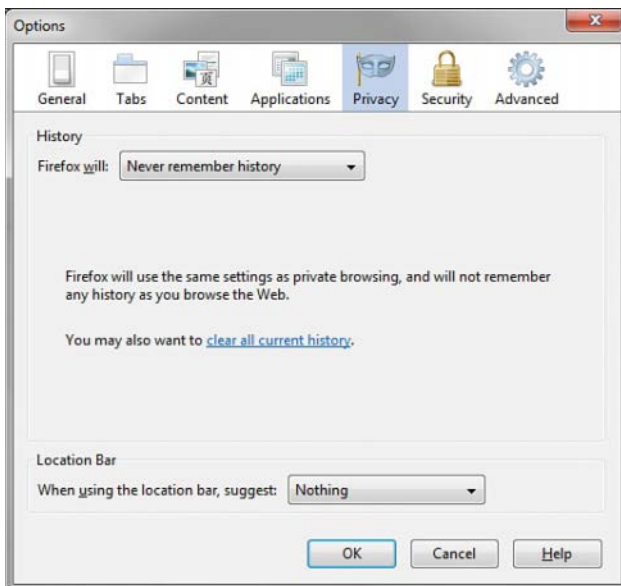 Options
General Tabs Content Applications Privacy Security Advanced
History
Firefox will: Never remember history
Firefox will use the same settings as private browsing, and will not remember
any history as you browse the Web.
You may also want to clear all current history.
Location Bar
When using the location bar, suggest: Nothing
OK Cancel Help